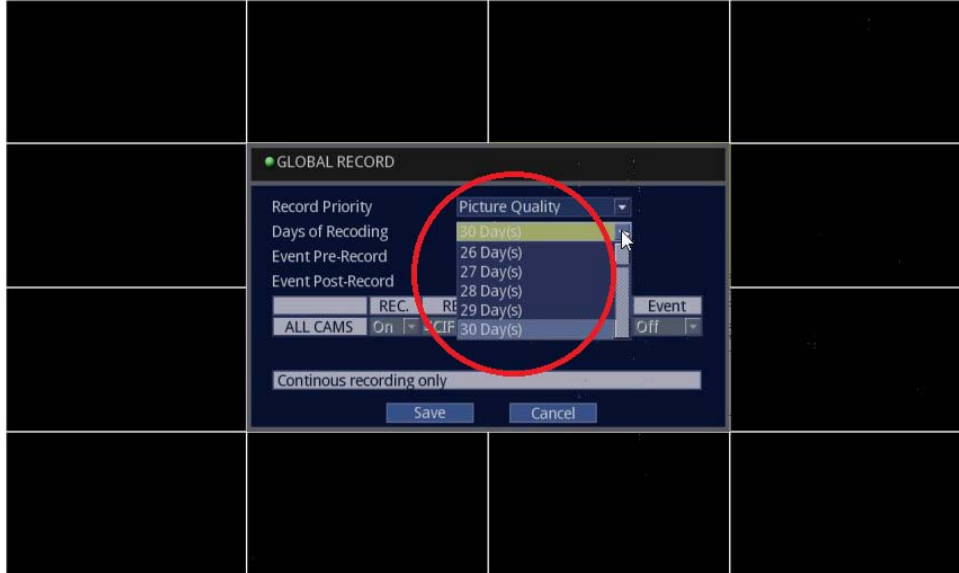 GLOBAL RECORD
Record Priority Picture Quality
Days of Recoding 30 Day(s)
Event Pre-Record 26 Day(s)
27 Day(s)
Event Post-Record 28 Day(s)
REC. 29 Day(s) Event
ALL CAMS On 30 Day(s) Off
Continous recording only
Save Cancel